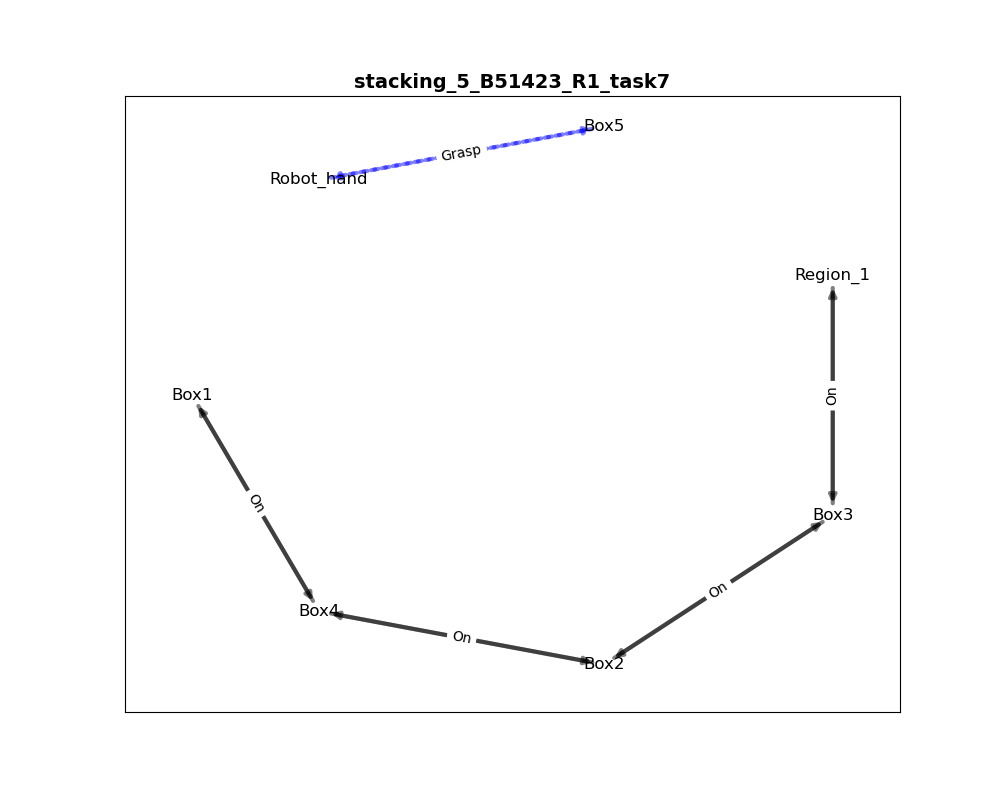 stacking_5_B51423_R1_task7
Box5
Grasp
Robot_hand
Region_1
Box1
On
On
Box3
On
Box4
On
Box2